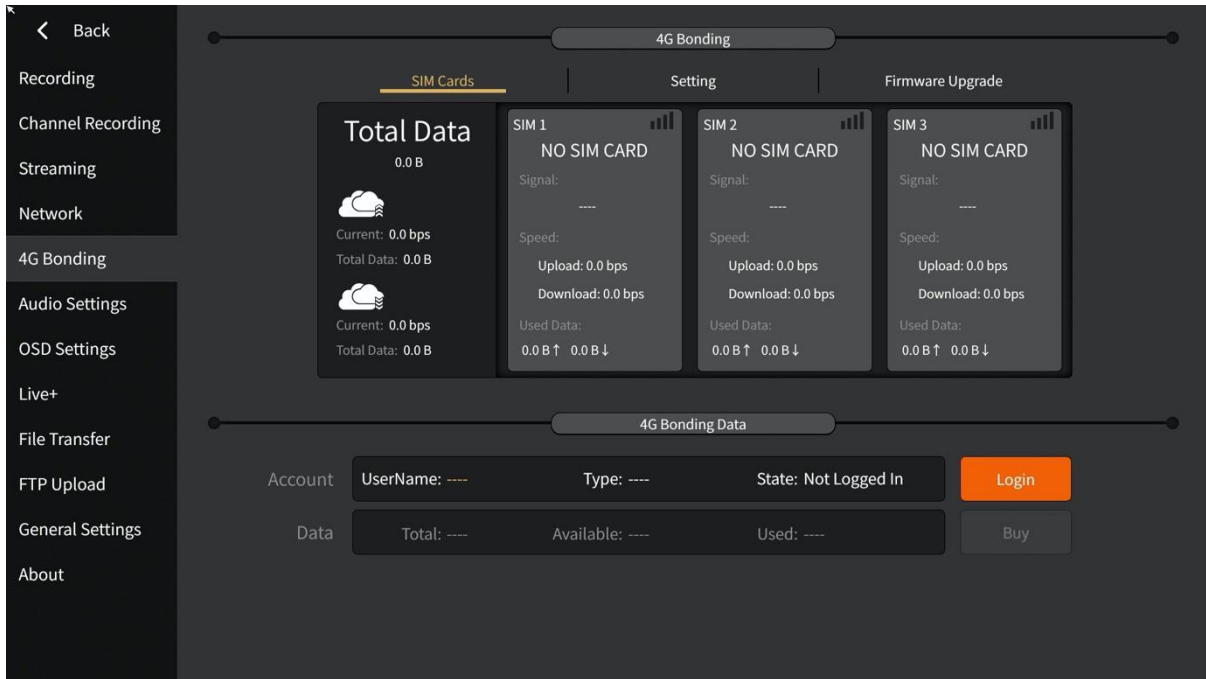 Back
Recording
Channel Recording
Streaming
Network
4G Bonding
Audio Settings
OSD Settings
Live+
File Transfer
FTP Upload
General Settings
About
4G Bonding
SIM Cards
Setting
Firmware Upgrade
Total Data
0.0 B
Current: 0.0 bps
Total Data: 0.0 B
Current: 0.0 bps
Total Data: 0.0 B
SIM 1
NO SIM CARD
Signal:
----
Speed:
Upload: 0.0 bps
Download: 0.0 bps
Used Data:
0.0 B↑ 0.0 B↓
SIM 2
NO SIM CARD
Signal:
----
Speed:
Upload: 0.0 bps
Download: 0.0 bps
Used Data:
0.0 B↑ 0.0 B↓
SIM 3
NO SIM CARD
Signal:
----
Speed:
Upload: 0.0 bps
Download: 0.0 bps
Used Data:
0.0 B↑ 0.0 B↓
4G Bonding Data
Account UserName: ---- Type: ---- State: Not Logged In Login
Data Total: ---- Available: ---- Used: ---- Buy